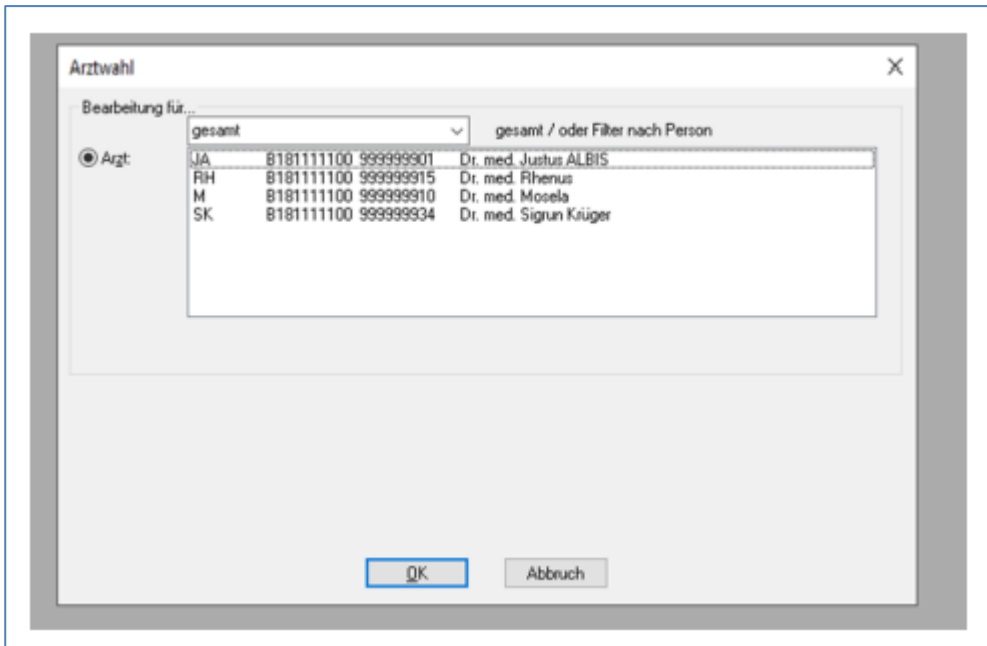 Arztwahl
Bearbeitung für...
gesamt gesamt / oder Filter nach Person
Arzt:
JA B181111100 999999901 Dr. med. Justus ALBIS
RH B181111100 999999915 Dr. med. Rhenus
M B181111100 999999910 Dr. med. Mosela
SK B181111100 999999934 Dr. med. Sigrun Krüger
OK Abbruch